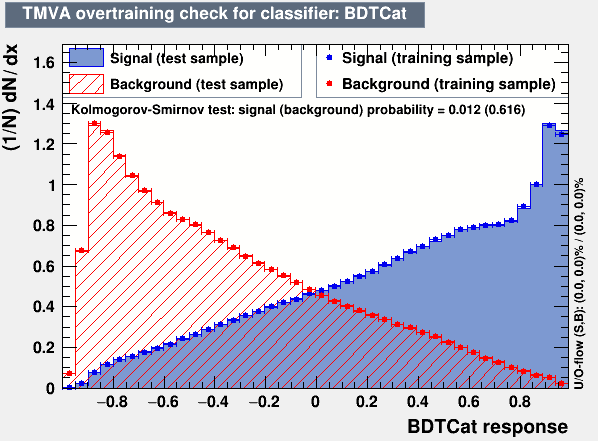 TMVA overtraining check for classifier: BDTCat
(1/N) dN / dx
Signal (test sample)
Background (test sample)
Signal (training sample)
Background (training sample)
Kolmogorov-Smirnov test: signal (background) probability = 0.012 (0.616)
1.6
1.4
1.2
1
0.8
0.6
0.4
0.2
0
−0.8 −0.6 −0.4 −0.2 0 0.2 0.4 0.6 0.8
BDTCat response
U/O-flow (S,B): (0.0, 0.0)% / (0.0, 0.0)%